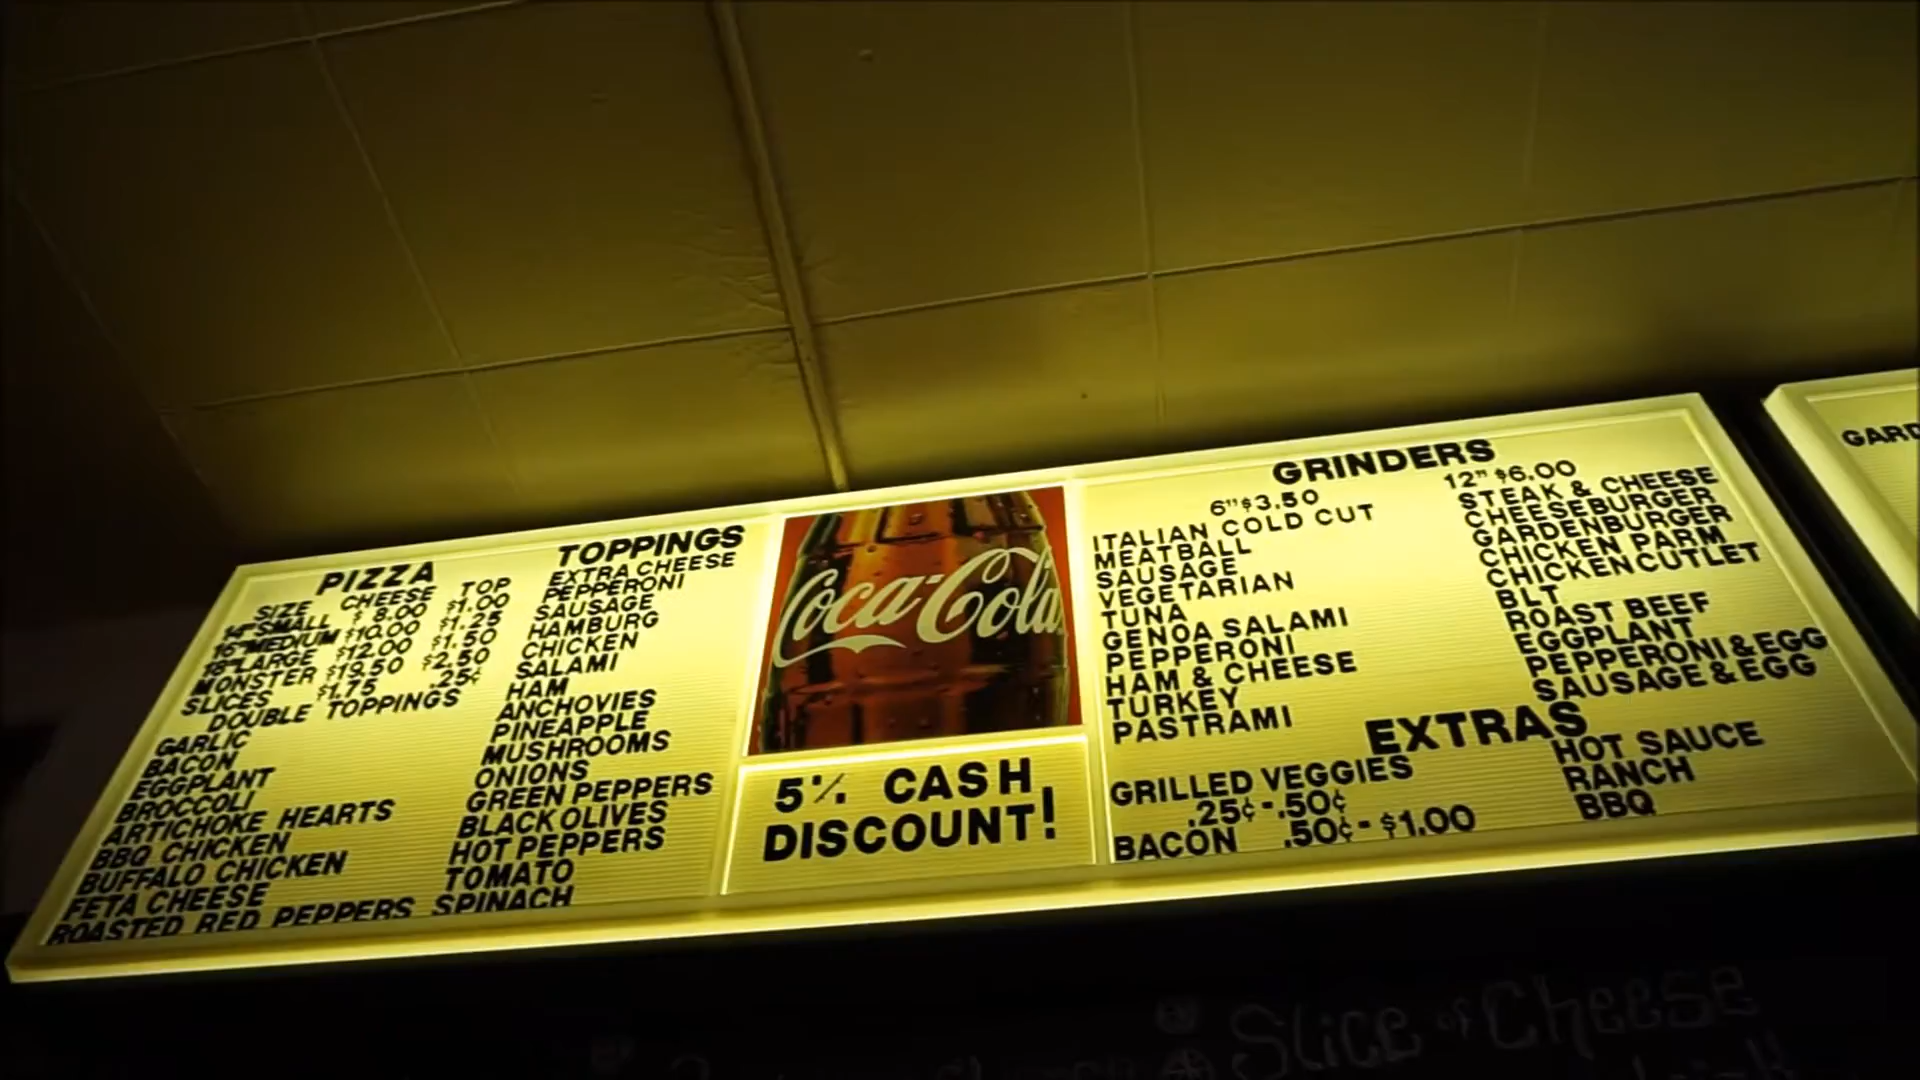 PIZZA
SIZE CHEESE TOP
14" SMALL $8.00 $1.00
16" MEDIUM $10.00 $1.25
18" LARGE $12.00 $1.50
MONSTER $19.50 $2.50
SLICES $1.75 .25¢
DOUBLE TOPPINGS
GARLIC
BACON
EGGPLANT
BROCCOLI
ARTICHOKE HEARTS
BBQ CHICKEN
BUFFALO CHICKEN
FETA CHEESE
ROASTED RED PEPPERS
TOPPINGS
EXTRA CHEESE
PEPPERONI
SAUSAGE
HAMBURG
CHICKEN
SALAMI
HAM
ANCHOVIES
PINEAPPLE
MUSHROOMS
ONIONS
GREEN PEPPERS
BLACK OLIVES
HOT PEPPERS
TOMATO
SPINACH
Coca-Cola
5% CASH
DISCOUNT!
GRINDERS
6" $3.50
ITALIAN COLD CUT
MEATBALL
SAUSAGE
VEGETARIAN
TUNA
GENOA SALAMI
PEPPERONI
HAM & CHEESE
TURKEY
PASTRAMI
12" $6.00
STEAK & CHEESE
CHEESEBURGER
GARDENBURGER
CHICKEN PARM
CHICKEN CUTLET
BLT
ROAST BEEF
EGGPLANT
PEPPERONI & EGG
SAUSAGE & EGG
EXTRAS
GRILLED VEGGIES
.25¢ - .50¢
BACON .50¢ - $1.00
HOT SAUCE
RANCH
BBQ
GARD
Slice of Cheese